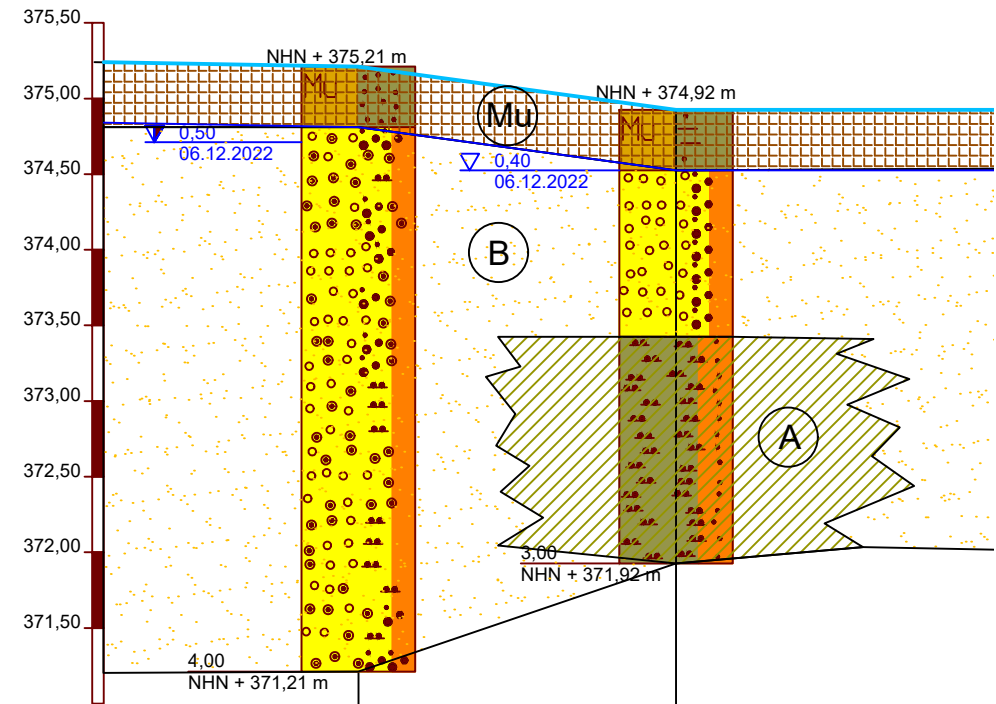 375,50
NHN + 375,21 m
375,00
NHN + 374,92 m
Mu
Mu
Mu
0,50
06.12.2022
374,50
0,40
06.12.2022
374,00
B
373,50
373,00
A
372,50
372,00
3,00
NHN + 371,92 m
371,50
4,00
NHN + 371,21 m